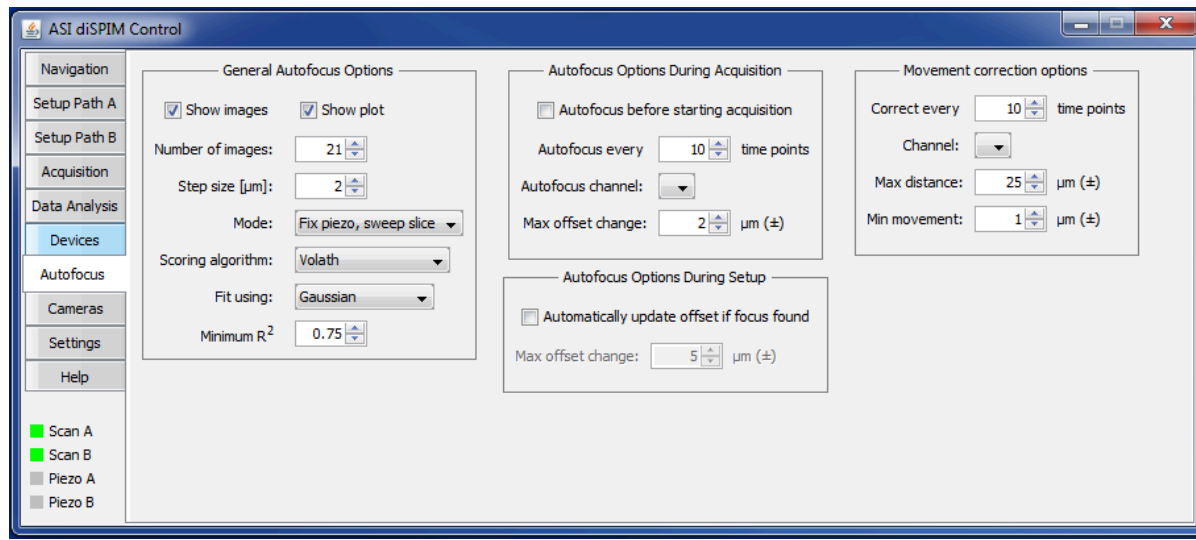 ASI diSPIM Control
Navigation
Setup Path A
Setup Path B
Acquisition
Data Analysis
Devices
Autofocus
Cameras
Settings
Help
Scan A
Scan B
Piezo A
Piezo B
General Autofocus Options
Show images Show plot
Number of images: 21
Step size [µm]: 2
Mode: Fix piezo, sweep slice
Scoring algorithm: Volath
Fit using: Gaussian
Minimum R² 0.75
Autofocus Options During Acquisition
Autofocus before starting acquisition
Autofocus every 10 time points
Autofocus channel:
Max offset change: 2 µm (±)
Autofocus Options During Setup
Automatically update offset if focus found
Max offset change: 5 µm (±)
Movement correction options
Correct every 10 time points
Channel:
Max distance: 25 µm (±)
Min movement: 1 µm (±)